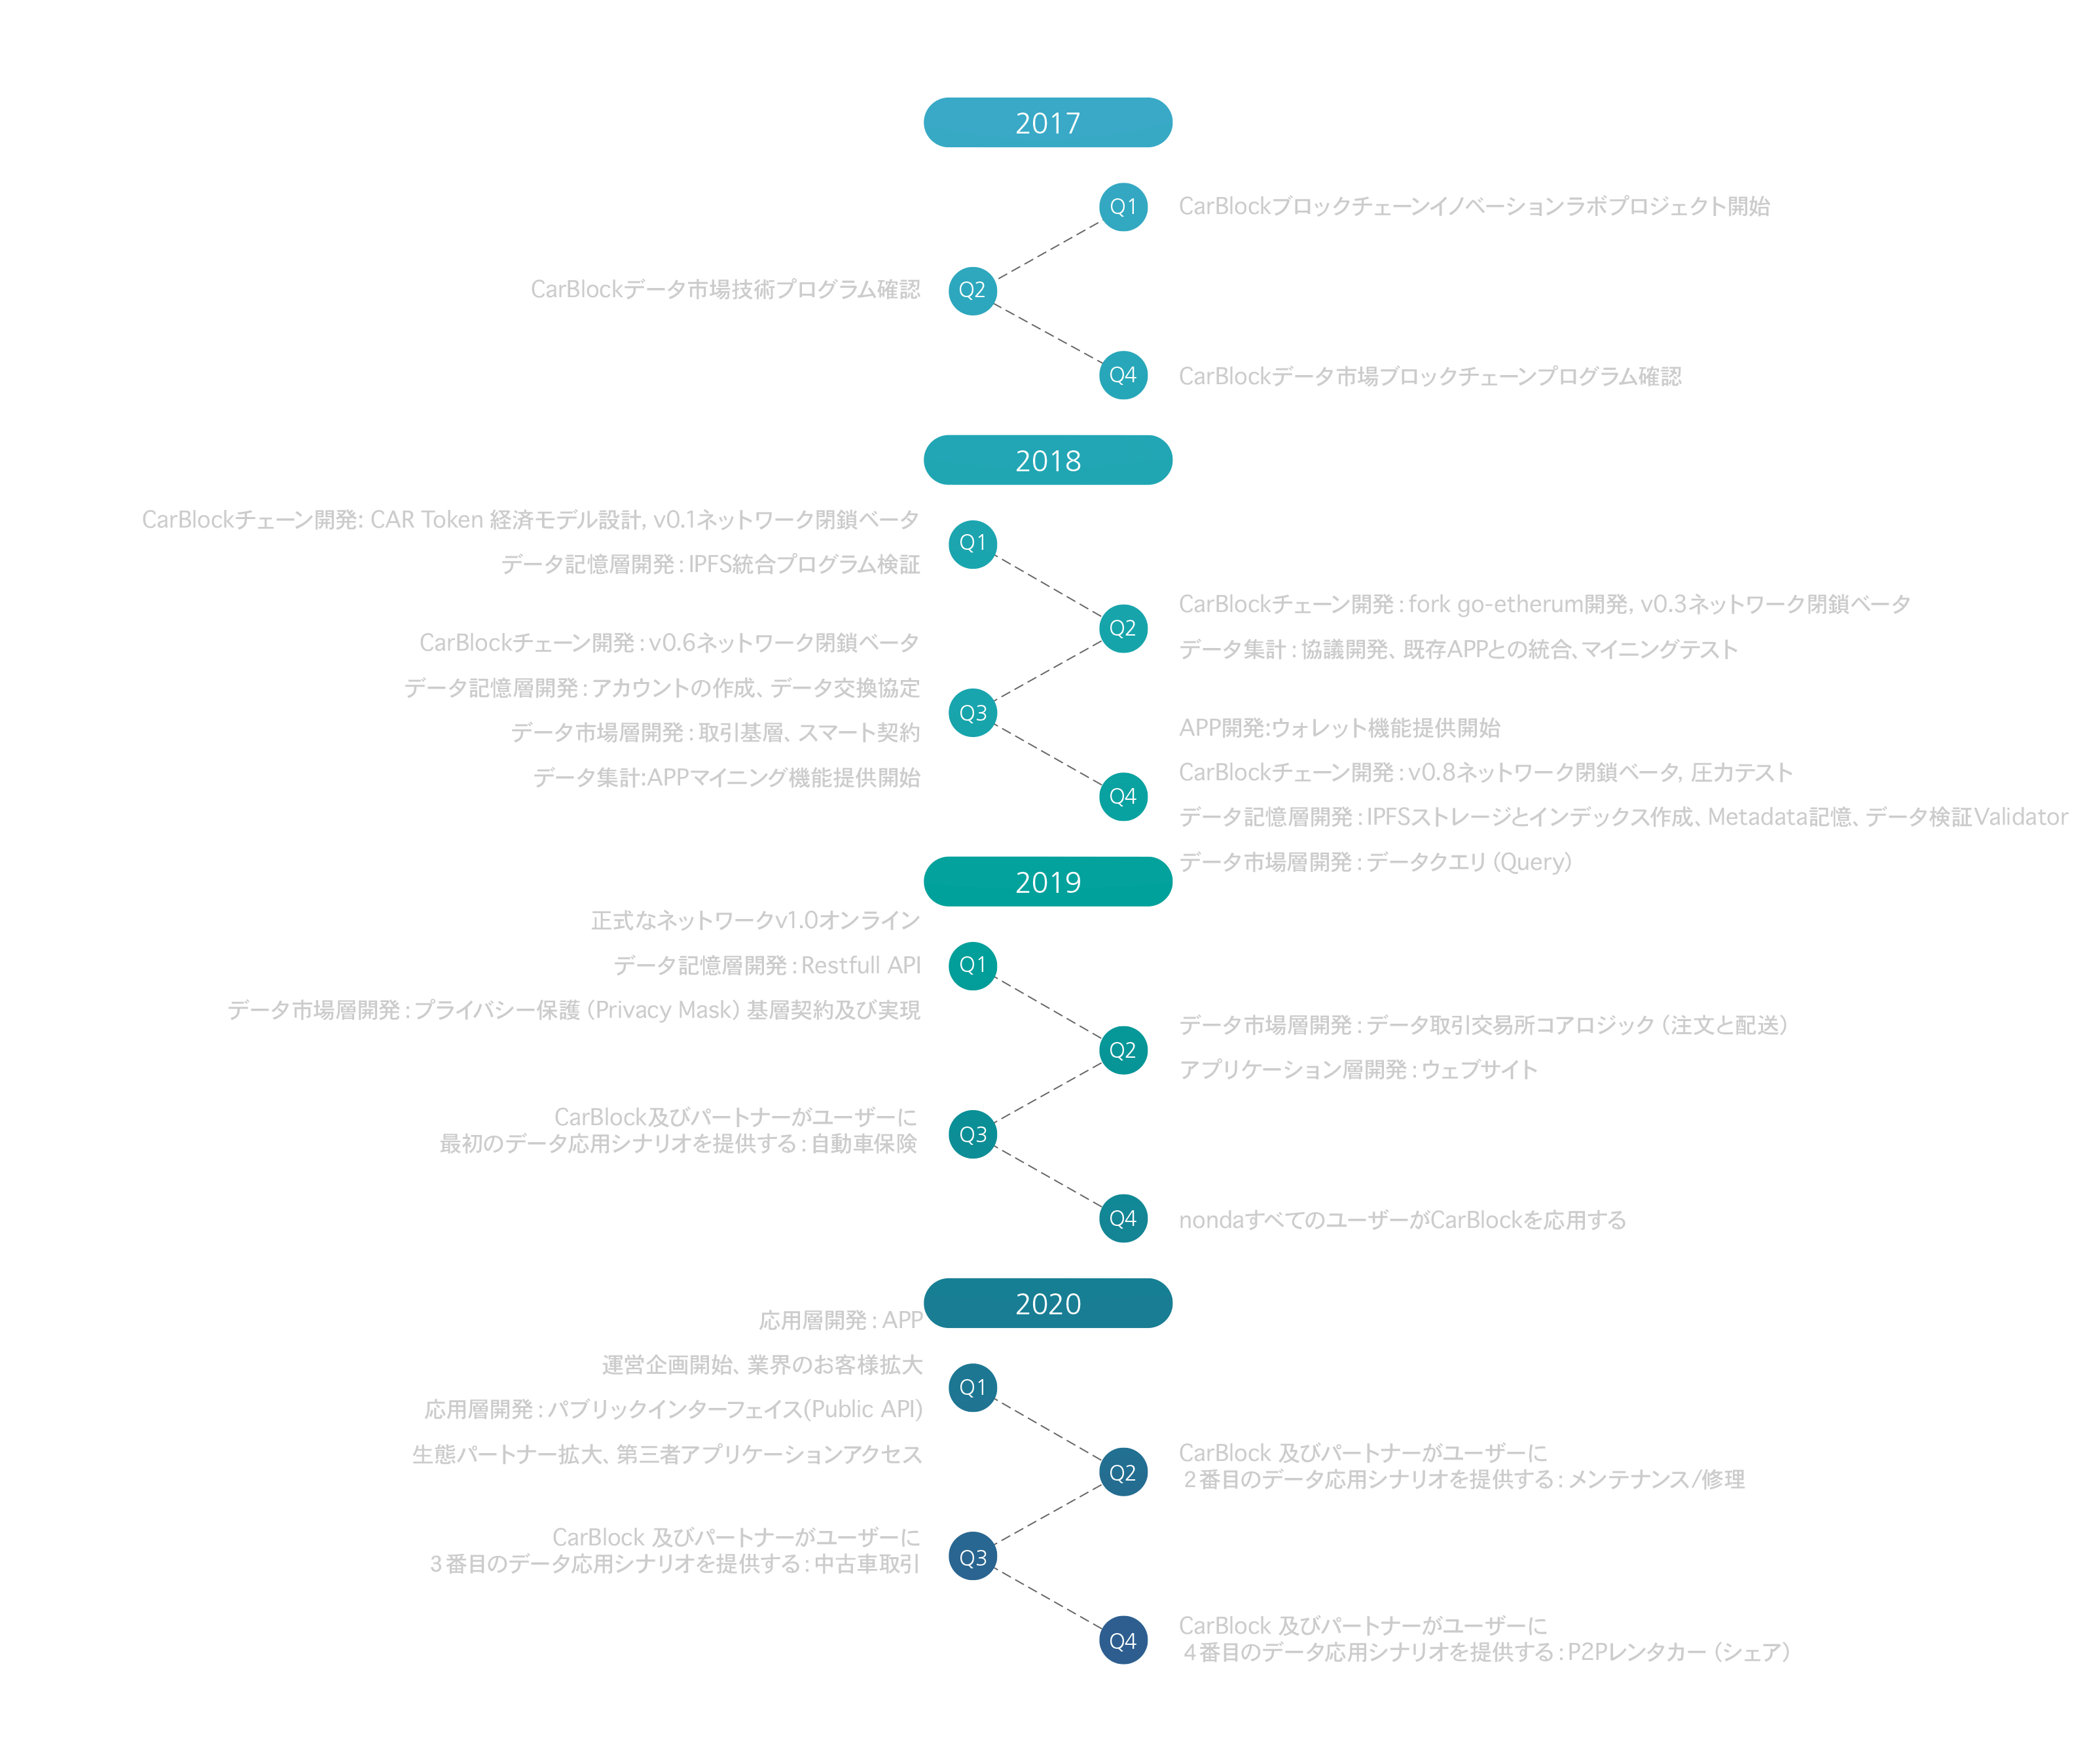 2017
Q1
CarBlockブロックチェーンイノベーションラボプロジェクト開始
Q2
CarBlockデータ市場技術プログラム確認
Q4
CarBlockデータ市場ブロックチェーンプログラム確認
2018
Q1
CarBlockチェーン開発: CAR Token 経済モデル設計, v0.1ネットワーク閉鎖ベータ
データ記憶層開発：IPFS統合プログラム検証
Q2
CarBlockチェーン開発：fork go-etherum開発, v0.3ネットワーク閉鎖ベータ
データ集計：協議開発、既存APPとの統合、マイニングテスト
Q3
CarBlockチェーン開発：v0.6ネットワーク閉鎖ベータ
データ記憶層開発：アカウントの作成、データ交換協定
データ市場層開発：取引基層、スマート契約
データ集計:APPマイニング機能提供開始
Q4
APP開発:ウォレット機能提供開始
CarBlockチェーン開発：v0.8ネットワーク閉鎖ベータ, 圧力テスト
データ記憶層開発：IPFSストレージとインデックス作成、Metadata記憶、データ検証Validator
データ市場層開発：データクエリ（Query）
2019
Q1
正式なネットワークv1.0オンライン
データ記憶層開発：Restfull API
データ市場層開発：プライバシー保護（Privacy Mask）基層契約及び実現
Q2
データ市場層開発：データ取引交易所コアロジック（注文と配送）
アプリケーション層開発：ウェブサイト
Q3
CarBlock及びパートナーがユーザーに
最初のデータ応用シナリオを提供する：自動車保険
Q4
nondaすべてのユーザーがCarBlockを応用する
2020
Q1
応用層開発：APP
運営企画開始、業界のお客様拡大
応用層開発：パブリックインターフェイス(Public API)
生態パートナー拡大、第三者アプリケーションアクセス
Q2
CarBlock 及びパートナーがユーザーに
２番目のデータ応用シナリオを提供する：メンテナンス/修理
Q3
CarBlock 及びパートナーがユーザーに
３番目のデータ応用シナリオを提供する：中古車取引
Q4
CarBlock 及びパートナーがユーザーに
４番目のデータ応用シナリオを提供する：P2Pレンタカー（シェア）